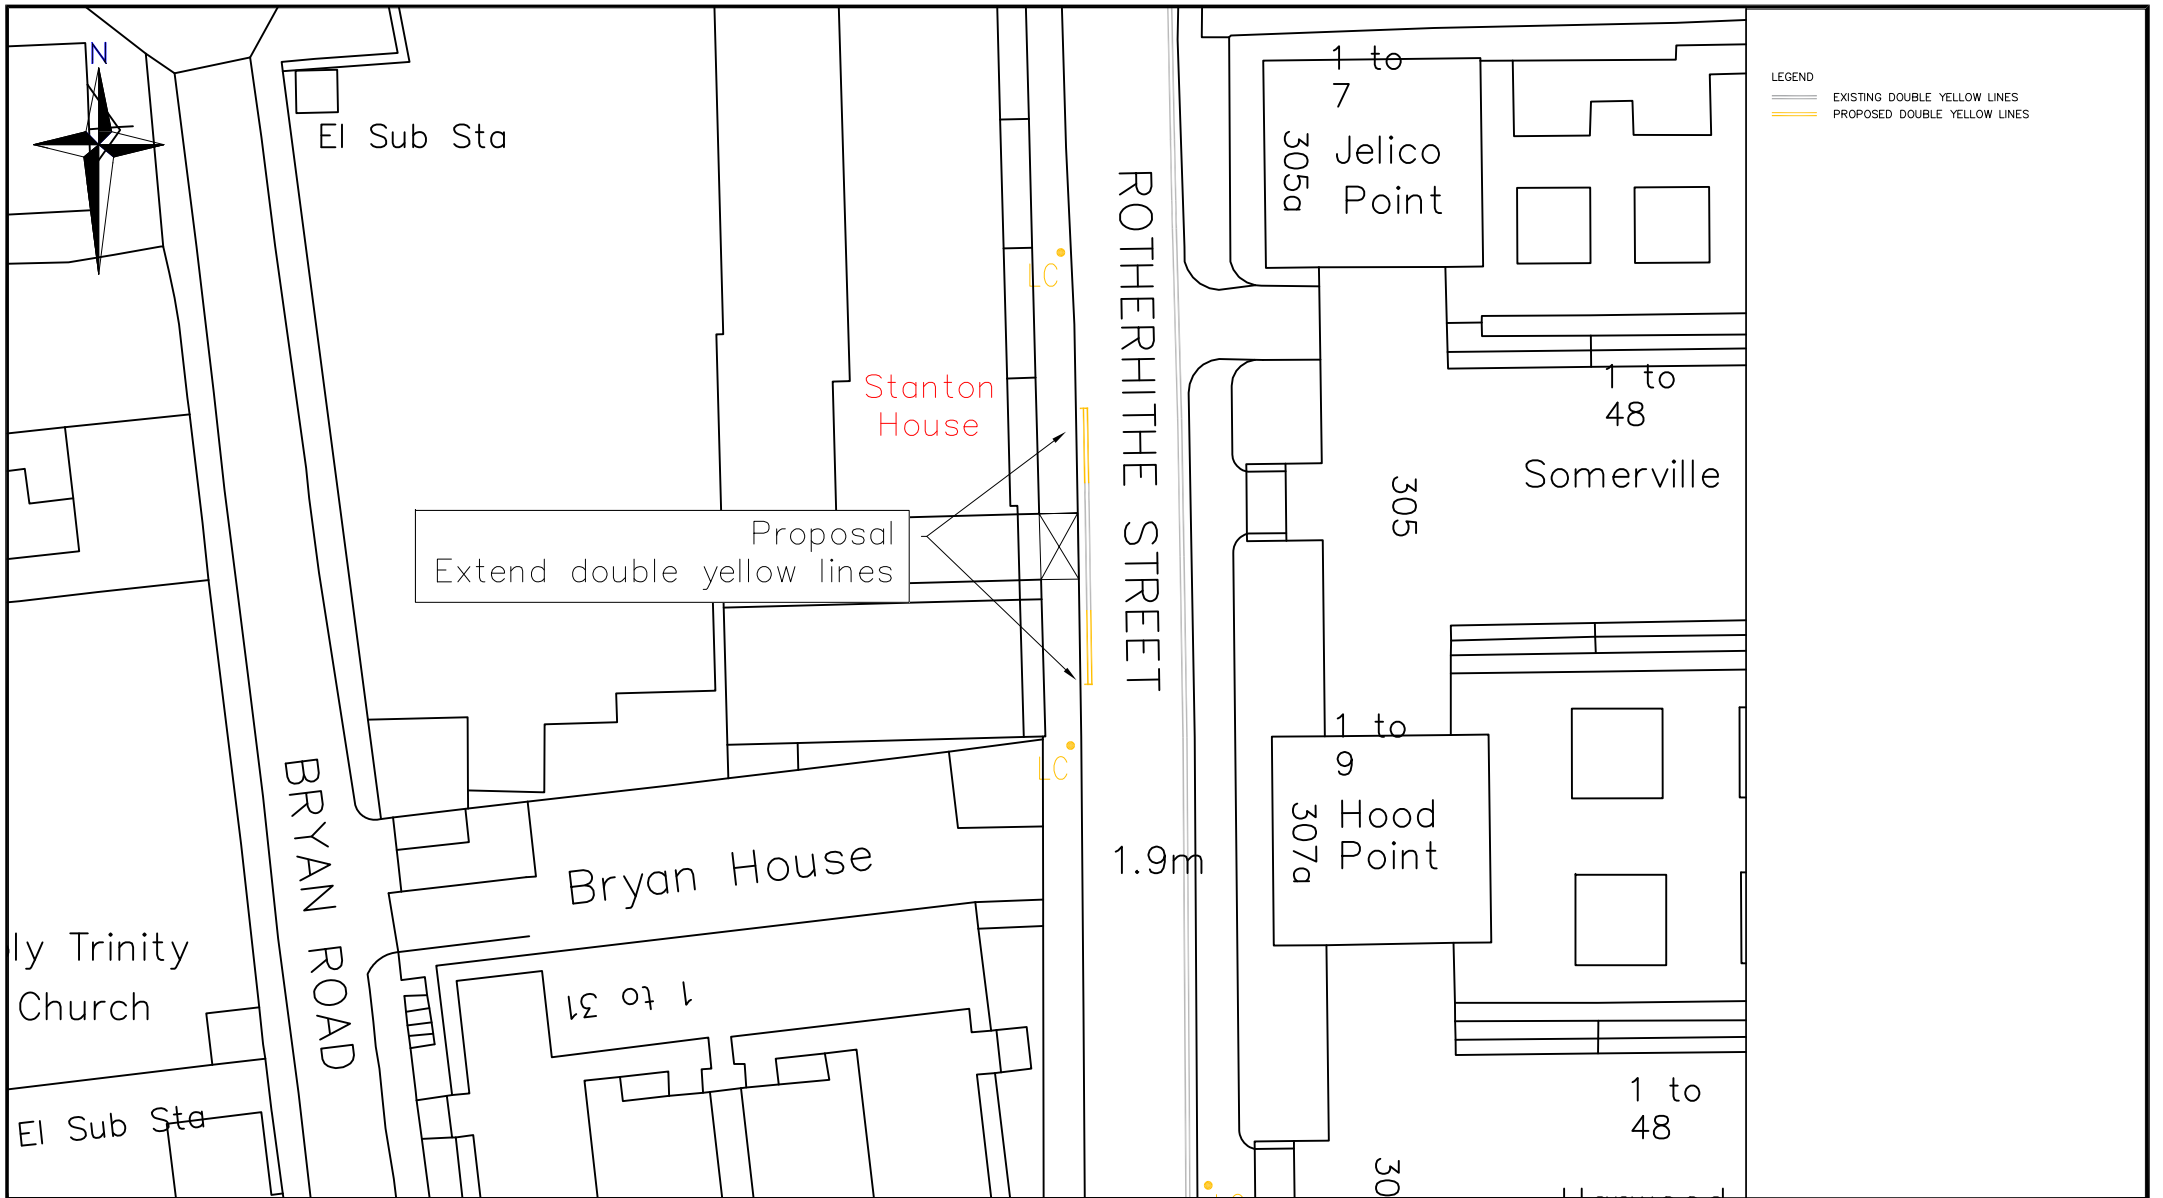 N
El Sub Sta
1 to
7
305a
Jelico
Point
LEGEND
EXISTING DOUBLE YELLOW LINES
PROPOSED DOUBLE YELLOW LINES
LC
ROTHERHITHE STREET
Stanton
House
1 to
48
Somerville
305
Proposal
Extend double yellow lines
1 to
9
307a
Hood
Point
LC
1.9m
BRYAN ROAD
Bryan House
ly Trinity
Church
1 to 31
El Sub Sta
1 to
48
30
LC